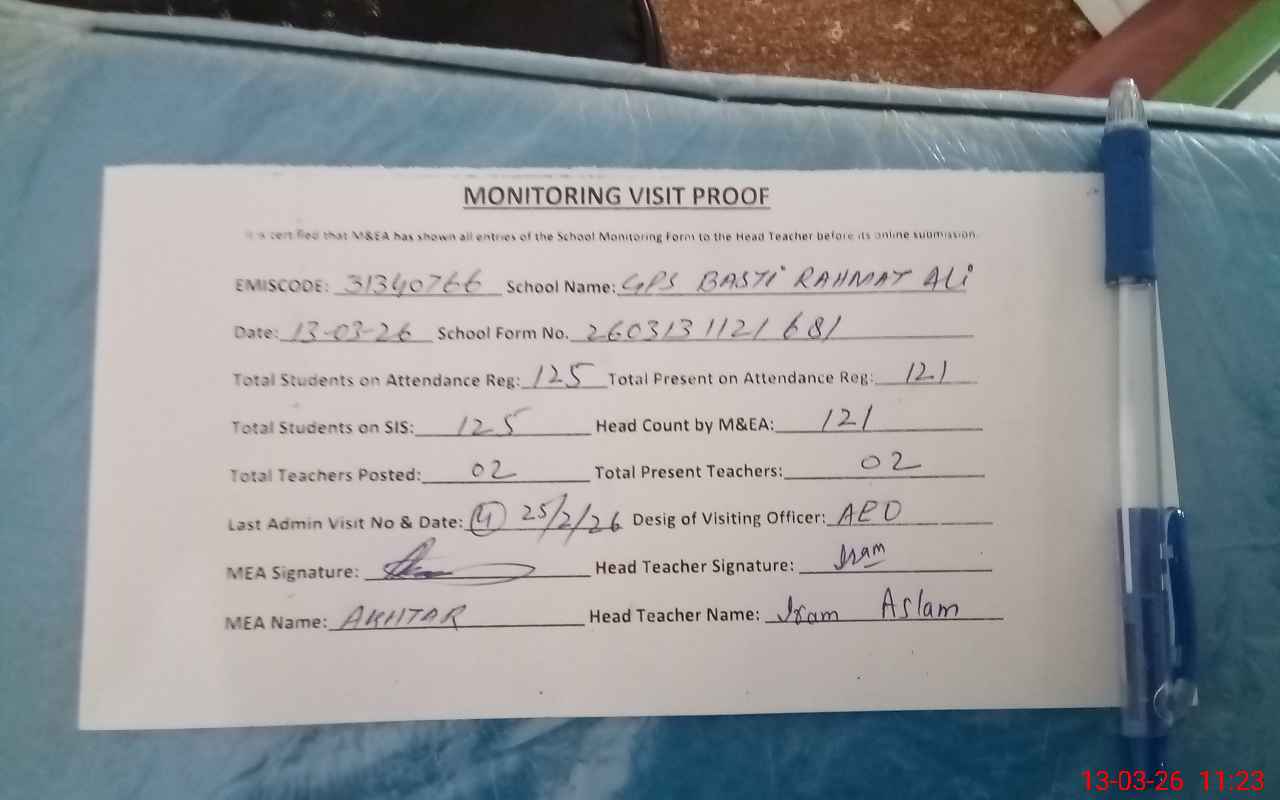 MONITORING VISIT PROOF
It is certified that M&EA has shown all entries of the School Monitoring Form to the Head Teacher before its online submission.
EMISCODE: 31340766 School Name: GPS BASTI RAHMAT ALI
Date: 13-03-26 School Form No. 2603131121681
Total Students on Attendance Reg: 125 Total Present on Attendance Reg: 121
Total Students on SIS: 125 Head Count by M&EA: 121
Total Teachers Posted: 02 Total Present Teachers: 02
Last Admin Visit No & Date: 4 25/2/26 Desig of Visiting Officer: AEO
MEA Signature: Head Teacher Signature: Iram
MEA Name: AKHTAR Head Teacher Name: Iram Aslam
13-03-26 11:23